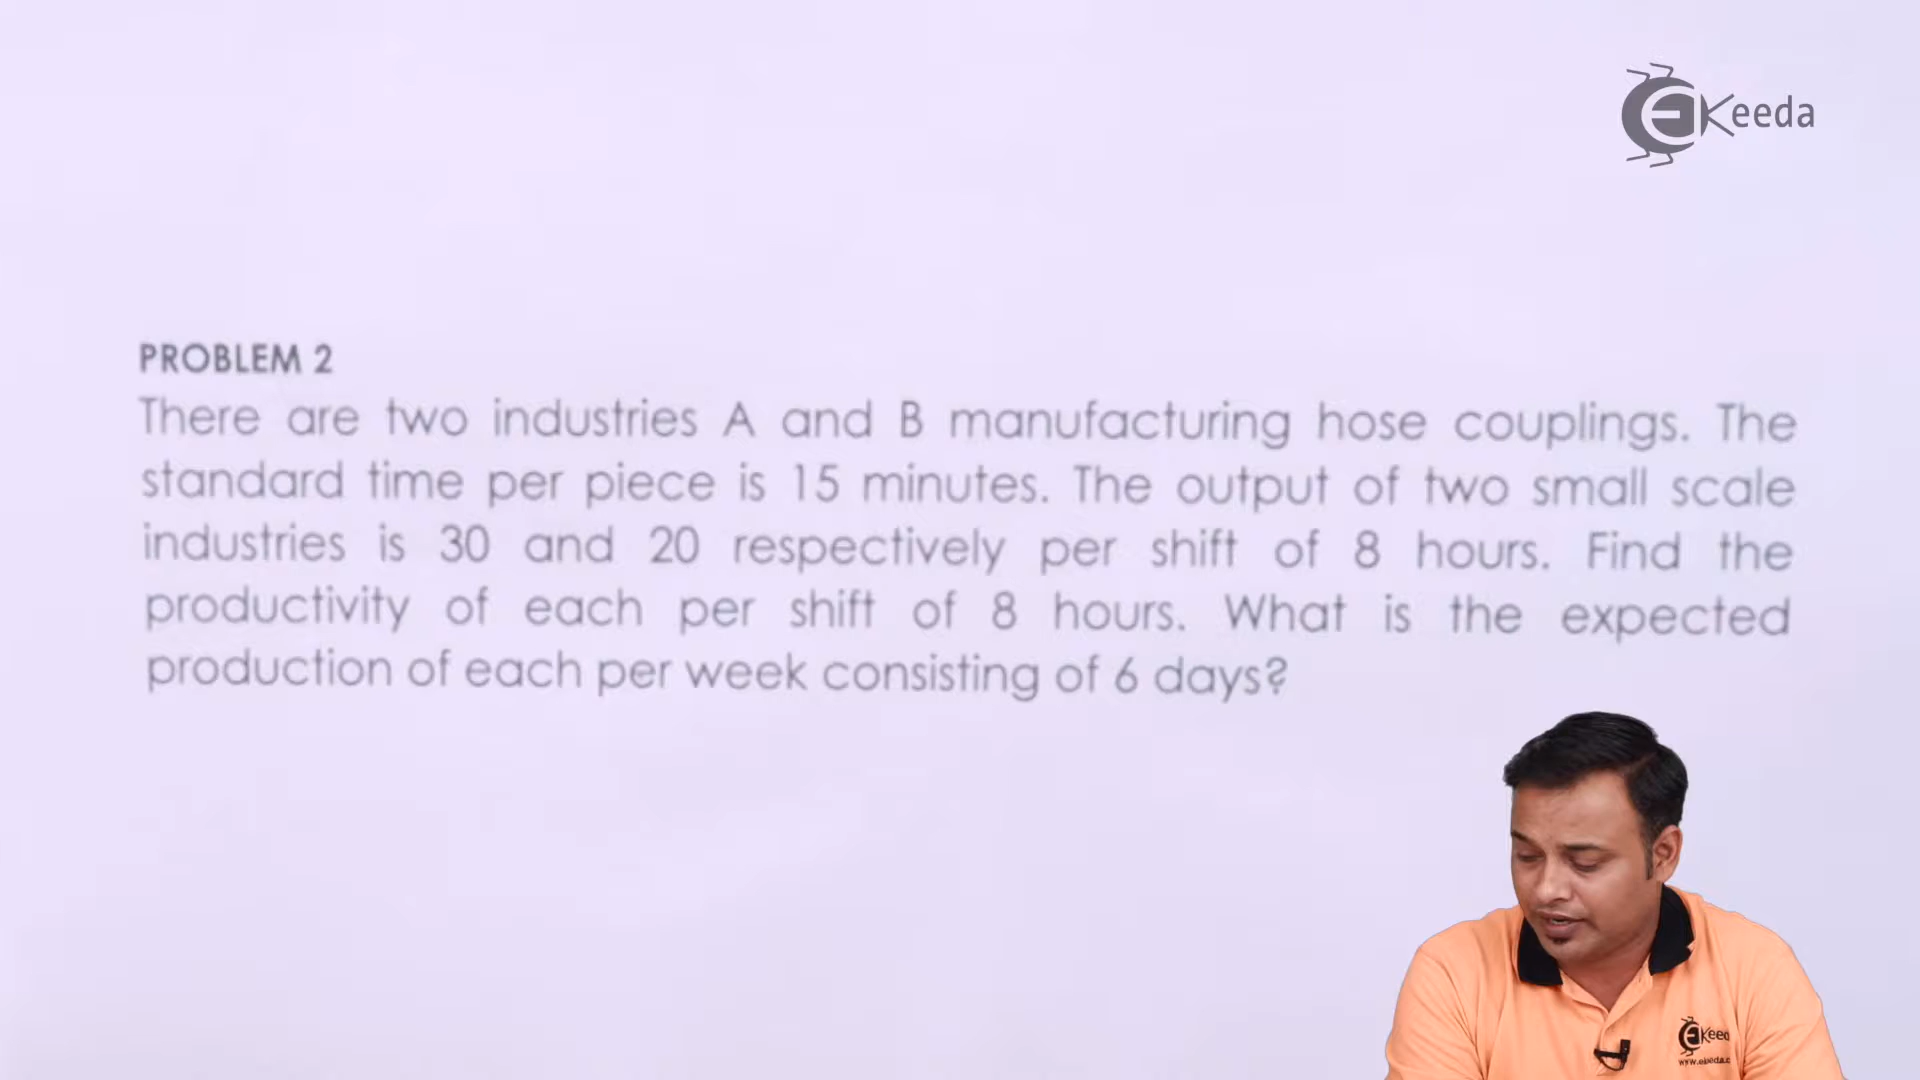 Keeda
PROBLEM 2
There are two industries A and B manufacturing hose couplings. The
standard time per piece is 15 minutes. The output of two small scale
industries is 30 and 20 respectively per shift of 8 hours. Find the
productivity of each per shift of 8 hours. What is the expected
production of each per week consisting of 6 days?